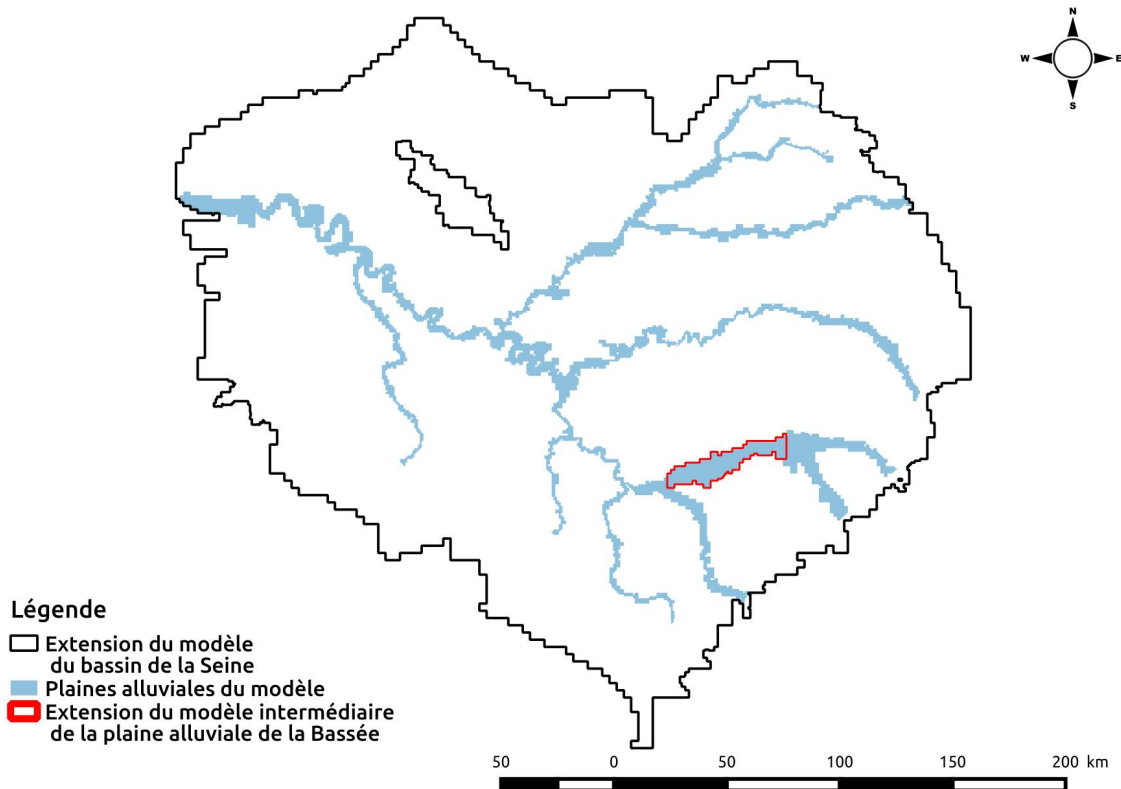 N
W
E
S
Légende
Extension du modèle
du bassin de la Seine
Plaines alluviales du modèle
Extension du modèle intermédiaire
de la plaine alluviale de la Bassée
50 0 50 100 150 200 km